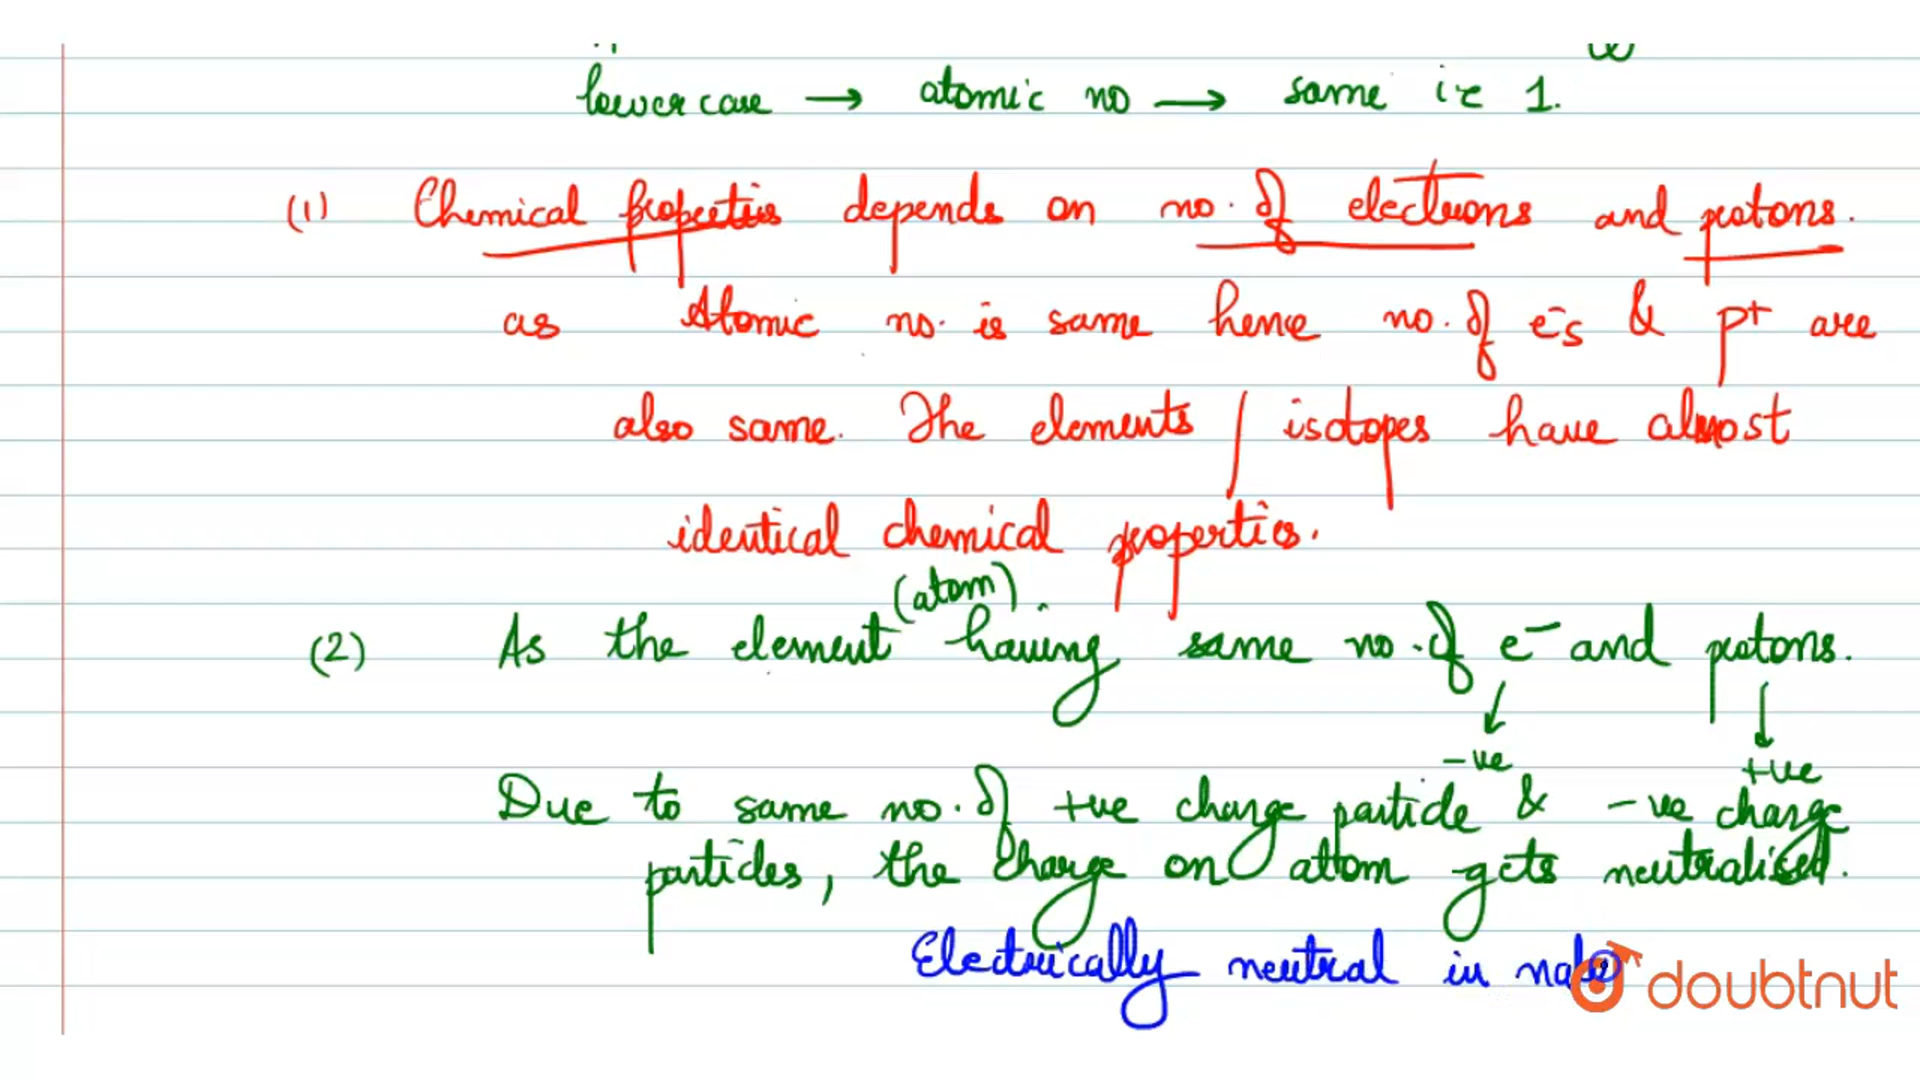 lowercase → atomic no → same i.e 1.
(1) Chemical properties depends on no. of electrons and protons.
as Atomic no. is same hence no. of e⁻s & p⁺ are
also same. The elements / isotopes have almost
identical chemical properties.
(atom).
(2) As the element having same no. of e⁻ and protons.
↓ ↓
-ve +ve
Due to same no. of +ve charge particle & -ve charge
particles, the charge on attom gets neutralised.
Electrically neutral in
doubtnut